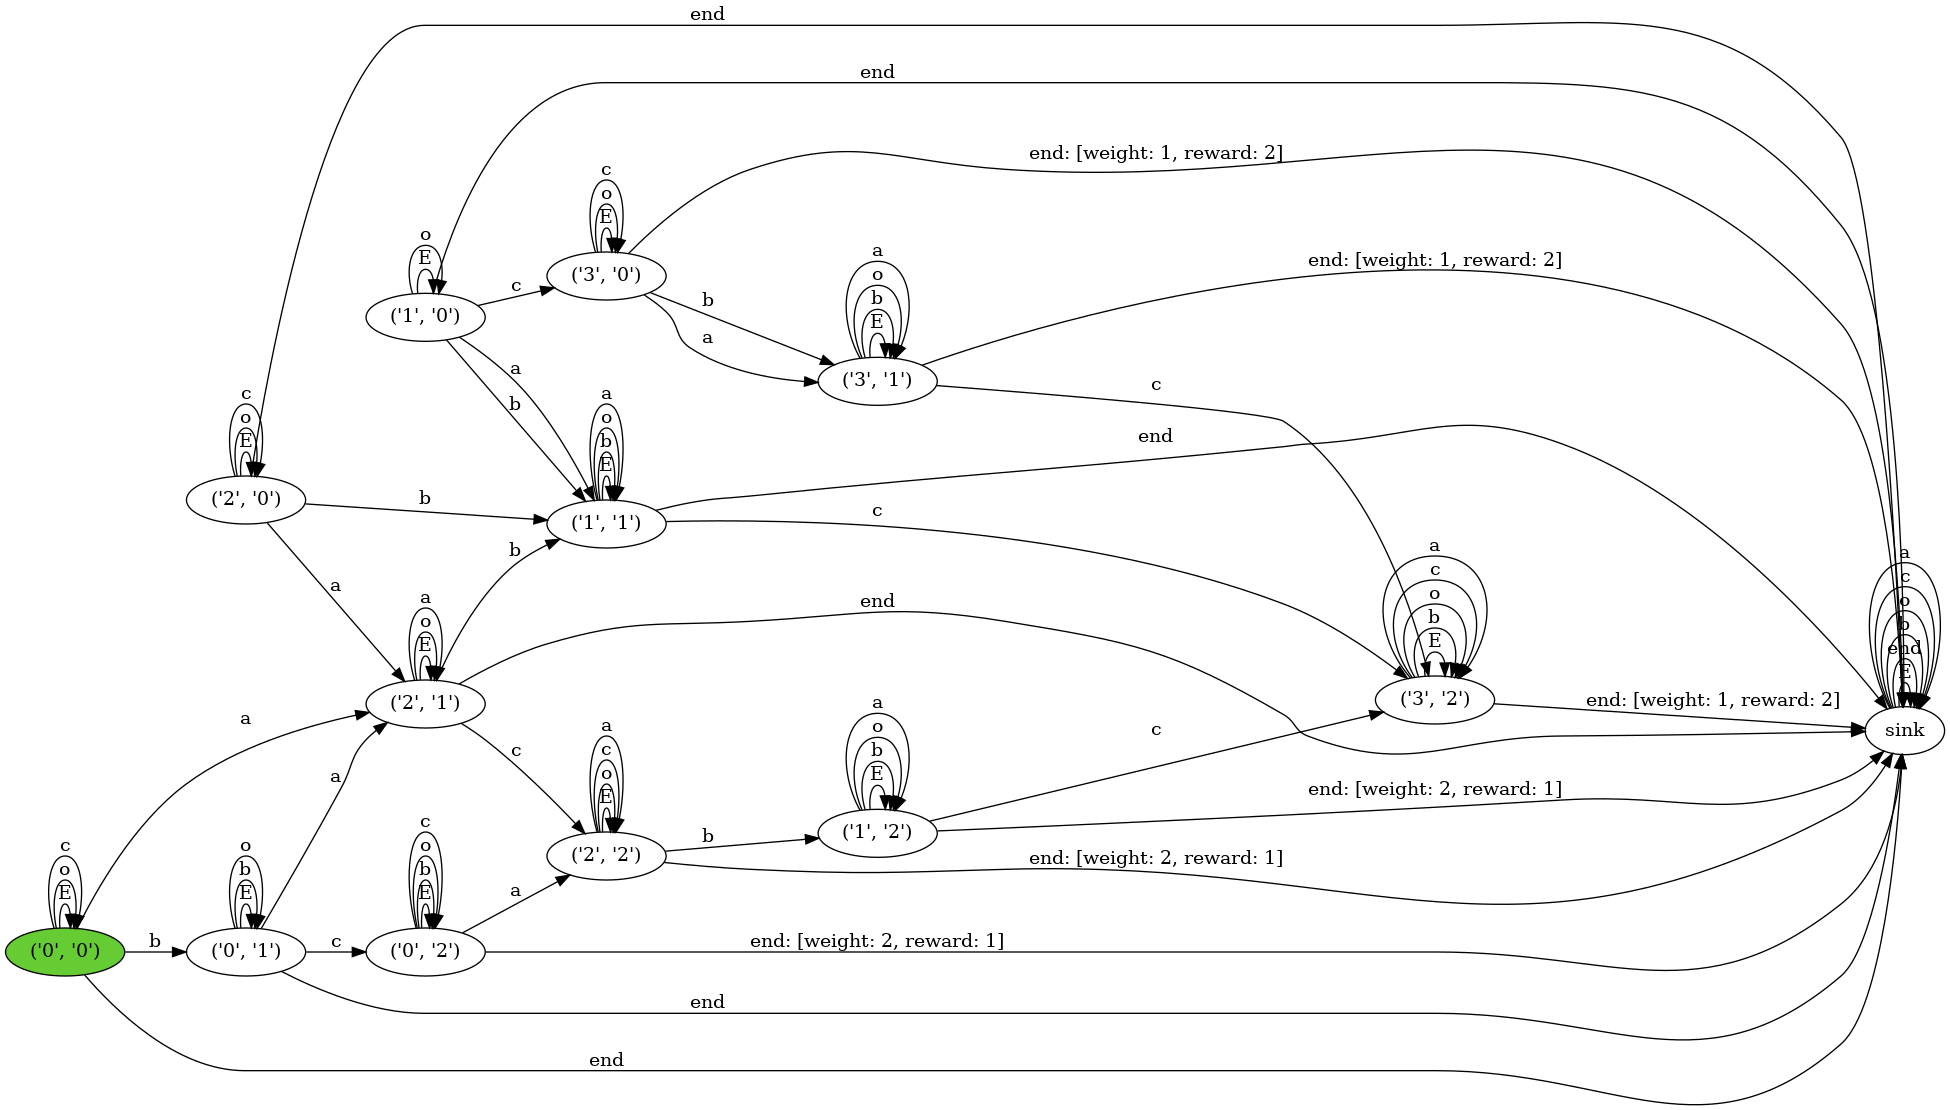 end
end
end: [weight: 1, reward: 2]
c
o
E
('3', '0')
o
E
('1', '0')
c
b
a
a
o
b
E
('3', '1')
end: [weight: 1, reward: 2]
a
b
c
c
o
E
('2', '0')
a
o
b
E
('1', '1')
end
c
b
a
b
a
c
o
b
E
('3', '2')
a
c
o
b
end
E
sink
a
o
E
('2', '1')
end
end: [weight: 1, reward: 2]
a
c
a
c
o
E
('2', '2')
a
o
b
E
('1', '2')
c
a
end: [weight: 2, reward: 1]
b
end: [weight: 2, reward: 1]
c
o
E
('0', '0')
b
o
b
E
('0', '1')
c
c
o
b
E
('0', '2')
a
end: [weight: 2, reward: 1]
end
end